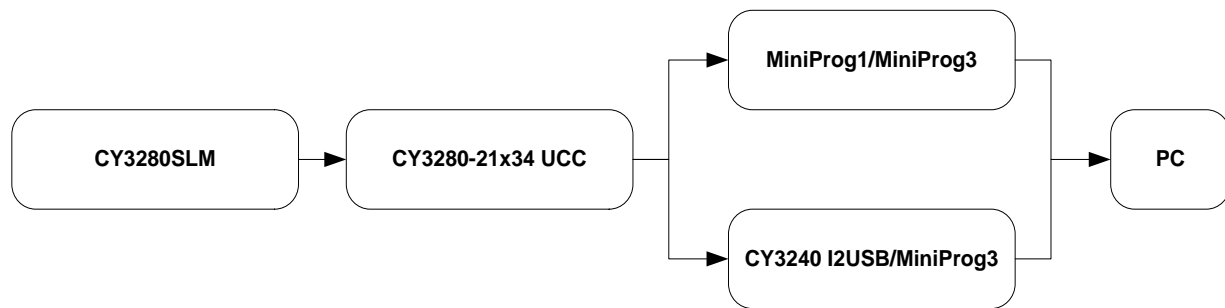 MiniProg1/MiniProg3
CY3280SLM
CY3280-21x34 UCC
PC
CY3240 I2USB/MiniProg3